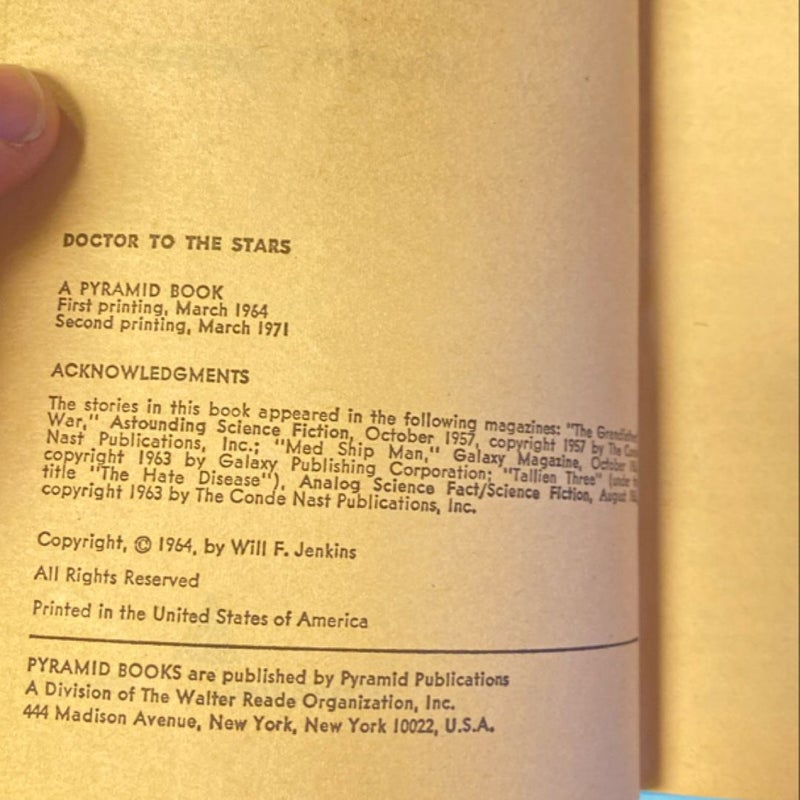 DOCTOR TO THE STARS
A PYRAMID BOOK
First printing, March 1964
Second printing, March 1971
ACKNOWLEDGMENTS
The stories in this book appeared in the following magazines: "The
War," Astounding Science Fiction, October 1957, copyright 1957 by The
Nast Publications, Inc.; "Med Ship Man," Galaxy Magazine, October
copyright 1963 by Galaxy Publishing Corporation; "Tallien Three"
title "The Hate Disease"), Analog Science Fact/Science Fiction, August
copyright 1963 by The Conde Nast Publications, Inc.
Copyright, © 1964, by Will F. Jenkins
All Rights Reserved
Printed in the United States of America
PYRAMID BOOKS are published by Pyramid Publications
A Division of The Walter Reade Organization, Inc.
444 Madison Avenue, New York, New York 10022, U.S.A.